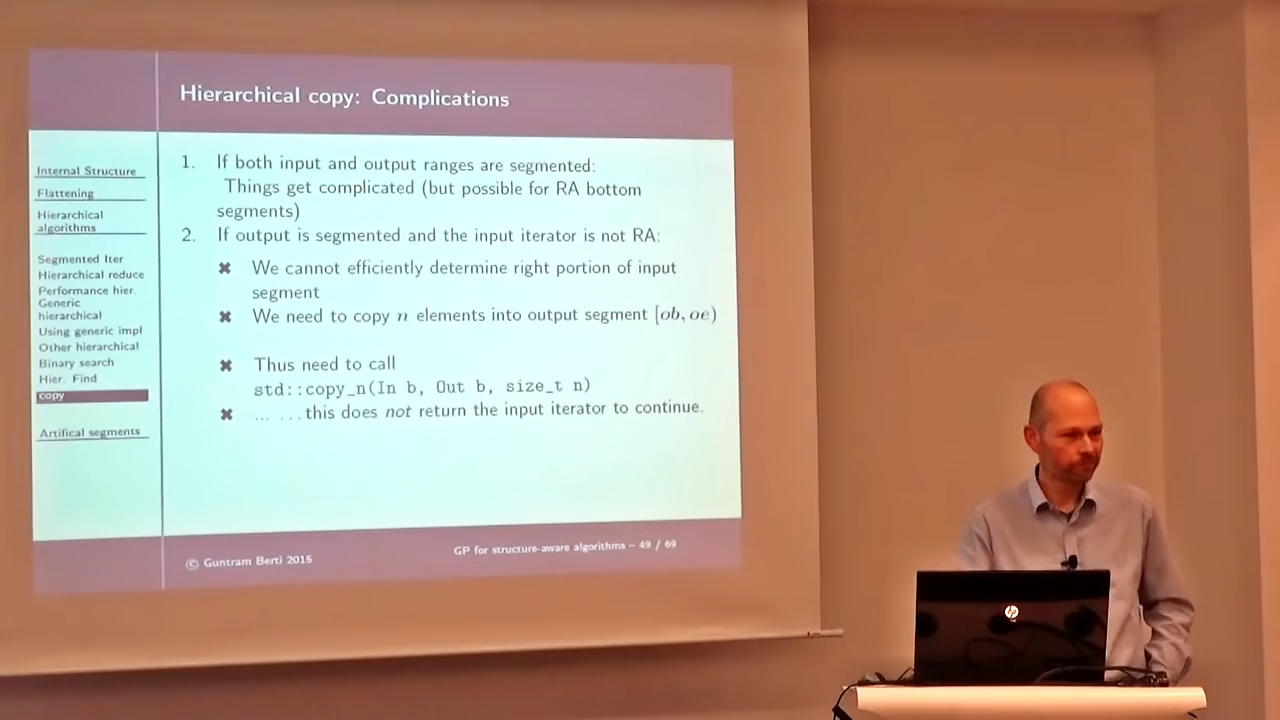 Hierarchical copy: Complications
Internal Structure
Flattening
Hierarchical
algorithms
Segmented Iter
Hierarchical reduce
Performance hier.
Generic
hierarchical
Using generic impl
Other hierarchical
Binary search
Hier. Find
copy
Artifical segments
1. If both input and output ranges are segmented:
Things get complicated (but possible for RA bottom
segments)
2. If output is segmented and the input iterator is not RA:
✖ We cannot efficiently determine right portion of input
segment
✖ We need to copy n elements into output segment [ob, oe)
✖ Thus need to call
std::copy_n(In b, Out b, size_t n)
✖ ... ...this does not return the input iterator to continue.
© Guntram Berti 2015
GP for structure-aware algorithms – 49 / 69
hp